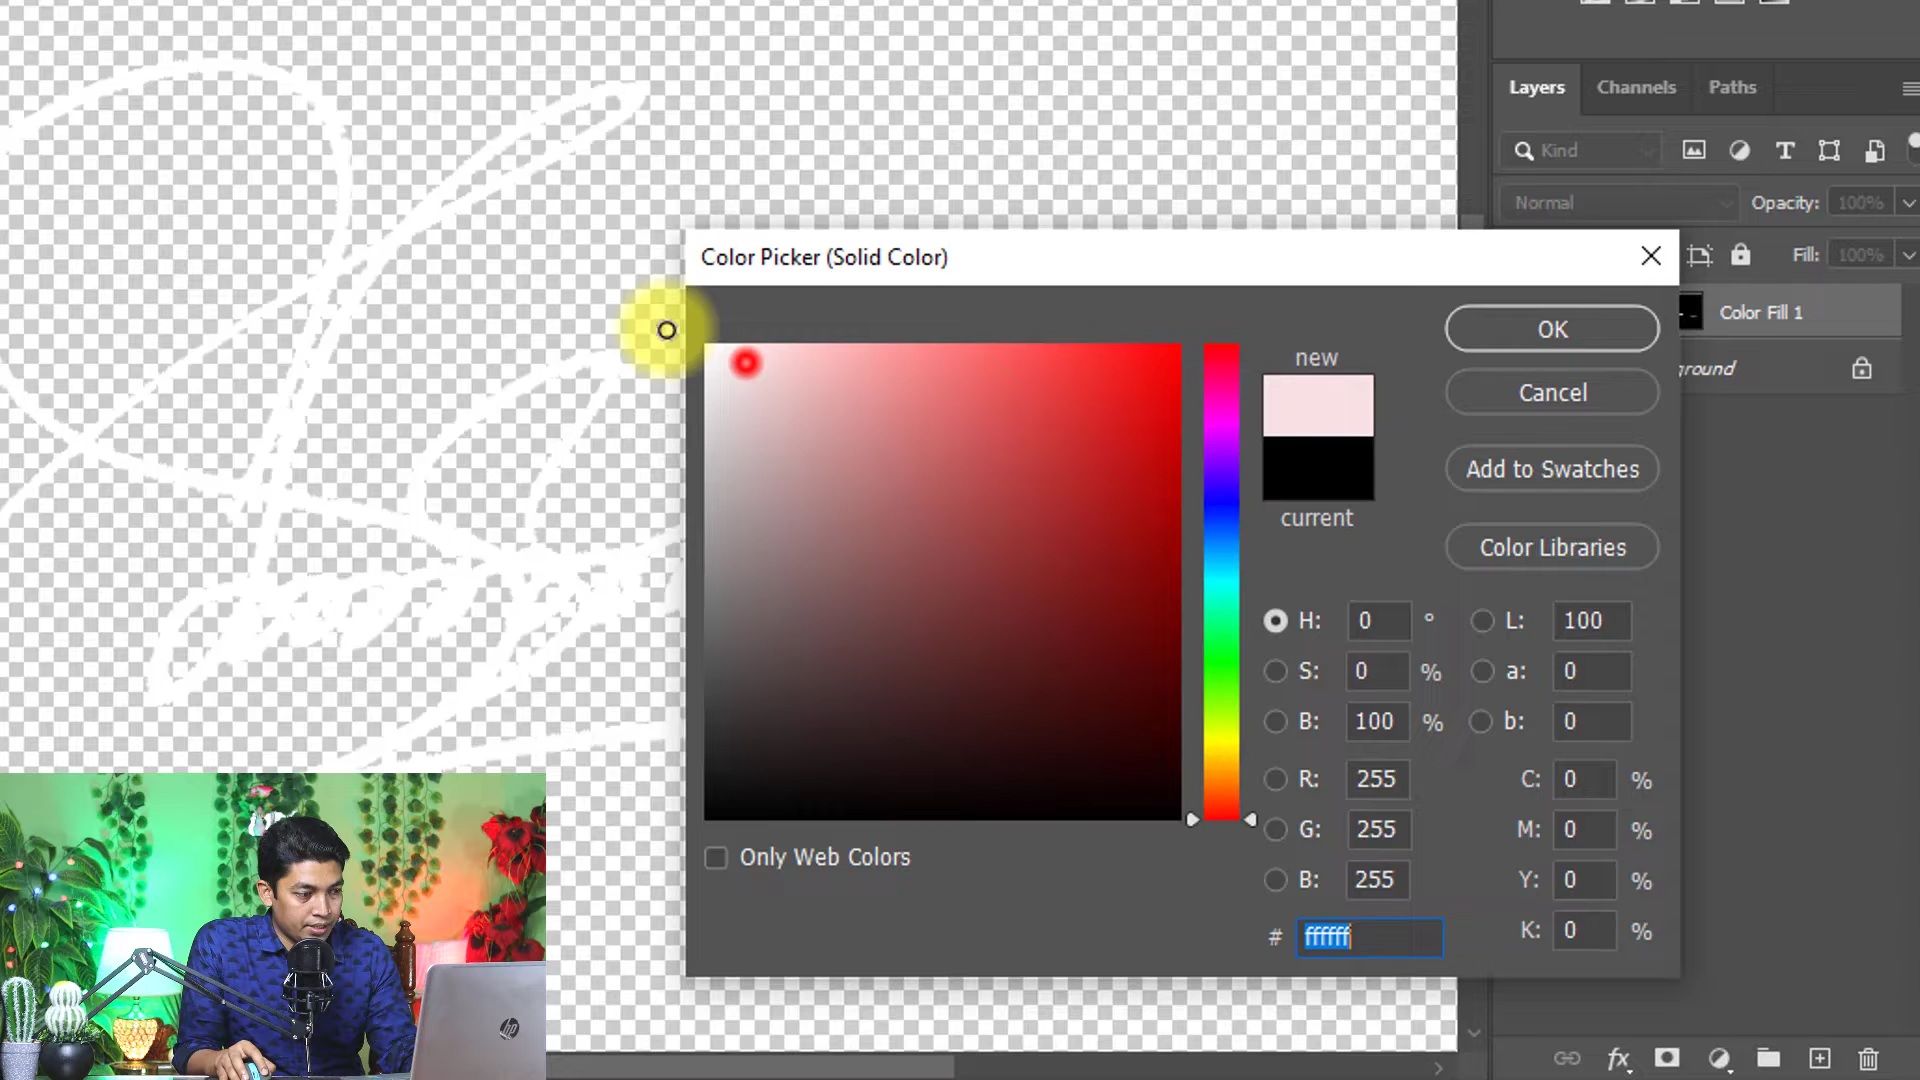 Layers Channels Paths
Kind
Normal Opacity: 100%
Fill: 100%
Color Picker (Solid Color)
Color Fill 1
OK
new
Cancel
Add to Swatches
current
Color Libraries
H: 0 ° L: 100
S: 0 % a: 0
B: 100 % b: 0
R: 255 C: 0 %
G: 255 M: 0 %
Only Web Colors
B: 255 Y: 0 %
# ffffff K: 0 %
hp
fx